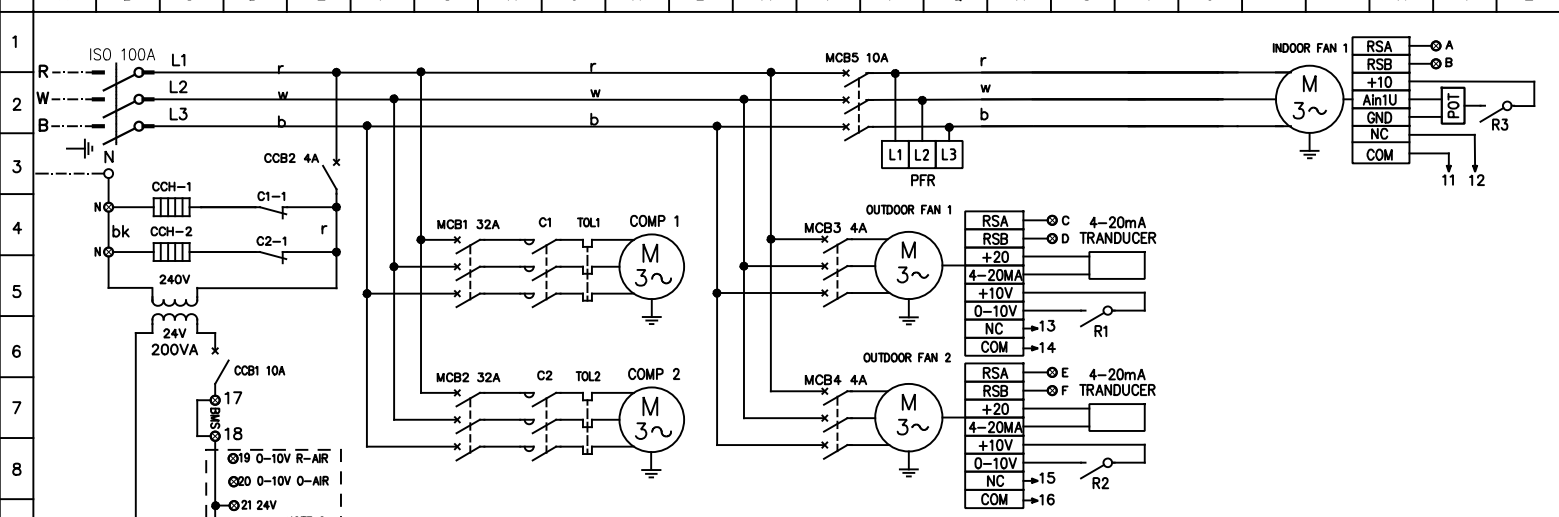 1
ISO 100A
L1
R
r
r
MCB5 10A
r
INDOOR FAN 1
RSA
A
RSB
B
+10
2
L2
W
w
w
w
M
3~
Ain1U
POT
GND
R3
L3
B
b
b
b
NC
COM
11 12
3
N
CCB2 4A
L1 L2 L3
PFR
CCH-1
C1-1
N
4
bk
CCH-2
r
C2-1
N
MCB1 32A
C1
TOL1
COMP 1
M
3~
MCB3 4A
OUTDOOR FAN 1
M
3~
RSA
C
4-20mA
RSB
D
TRANDUCER
+20
4-20MA
5
240V
+10V
0-10V
R1
NC
13
COM
14
6
24V
200VA
CCB1 10A
7
17
BMS
18
MCB2 32A
C2
TOL2
COMP 2
M
3~
MCB4 4A
OUTDOOR FAN 2
M
3~
RSA
E
4-20mA
RSB
F
TRANDUCER
+20
4-20MA
+10V
0-10V
R2
NC
15
COM
16
8
19 0-10V R-AIR
20 0-10V O-AIR
21 24V